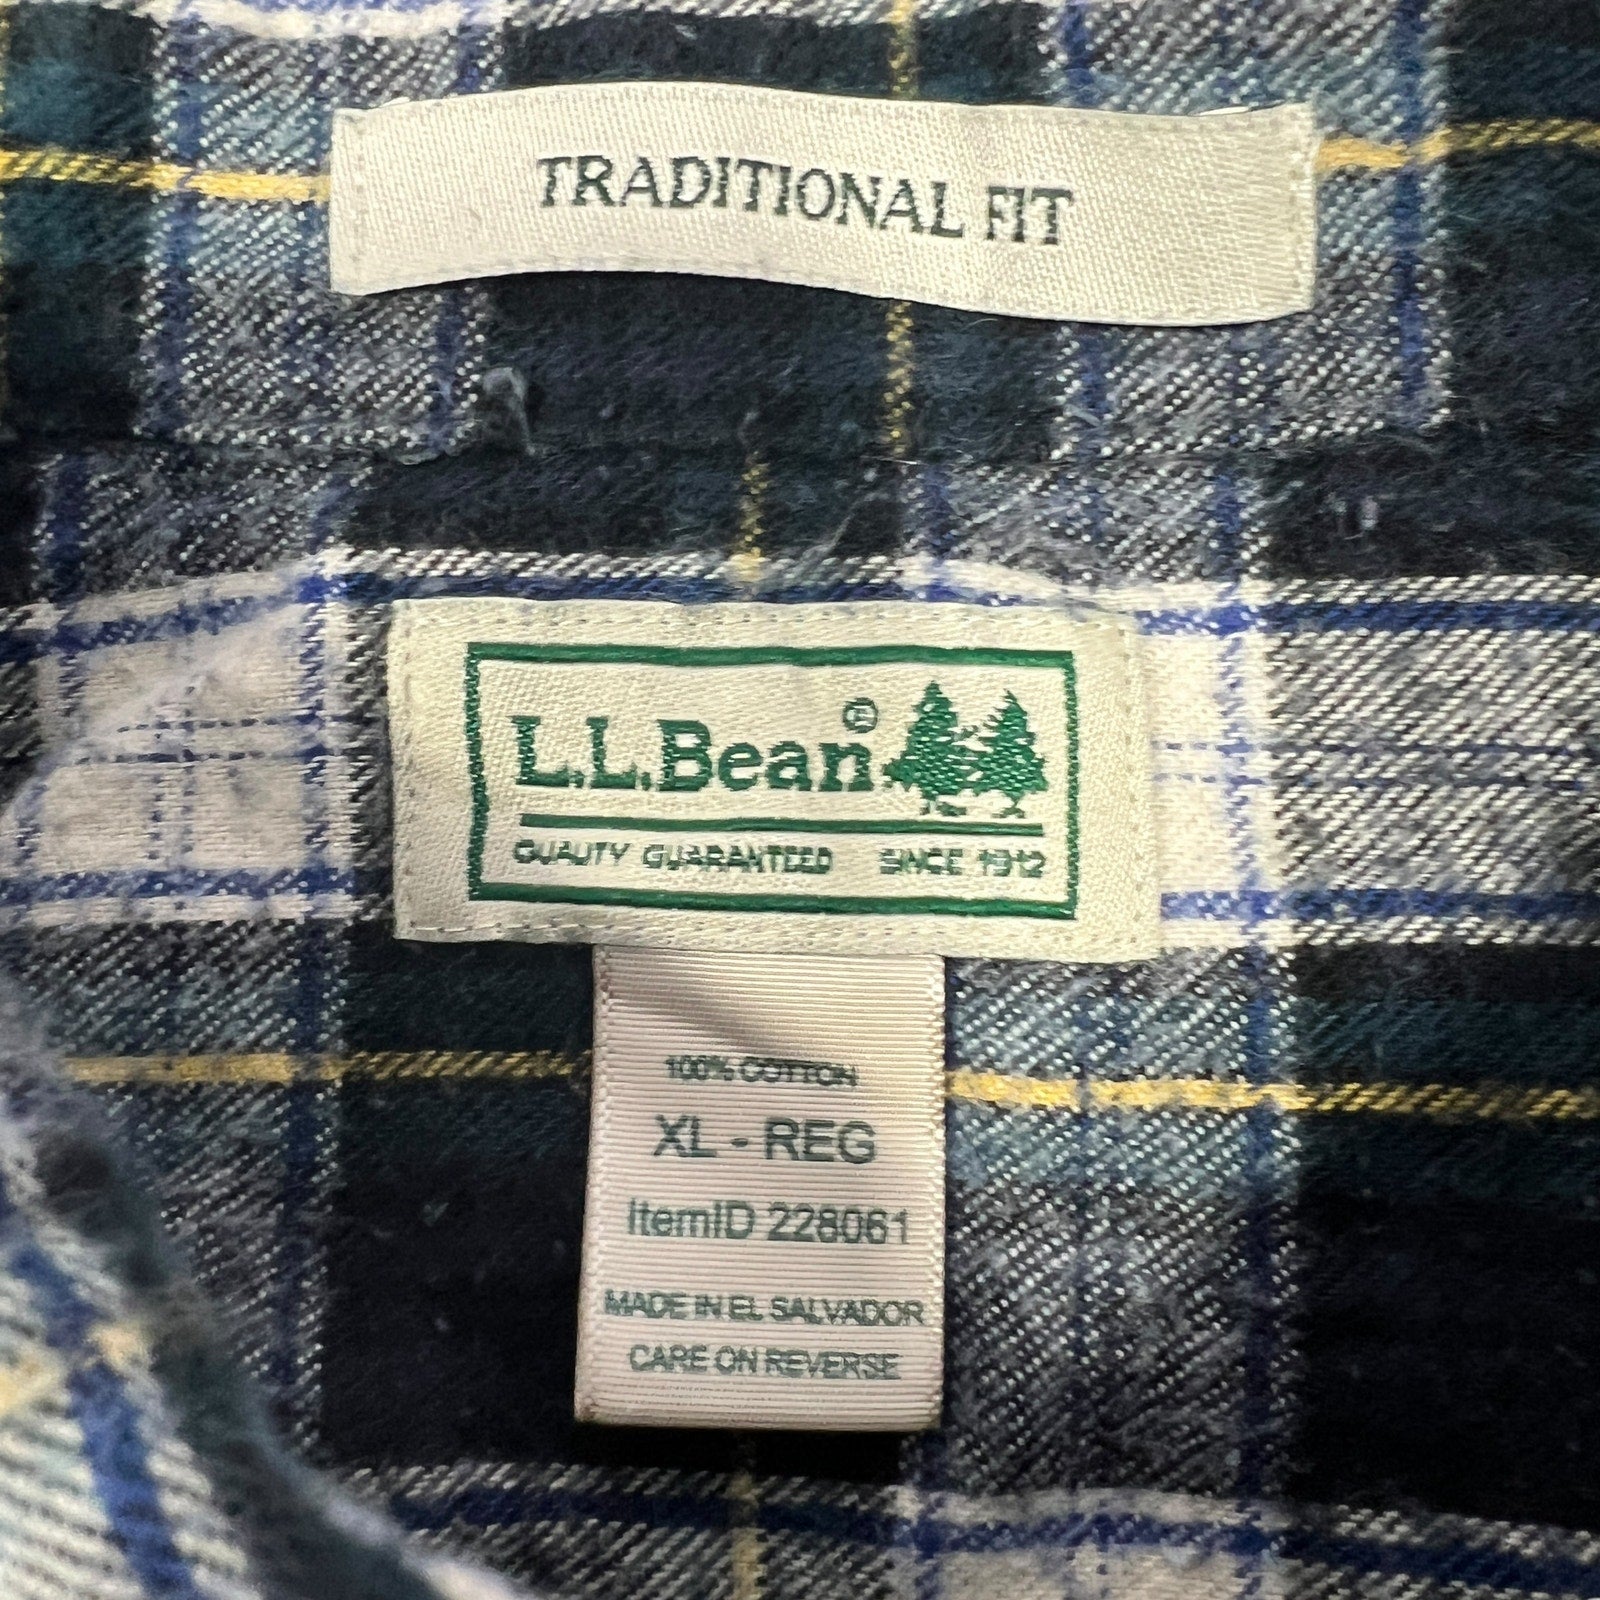 TRADITIONAL FIT
L.L.Bean®
QUALITY GUARANTEED SINCE 1912
100% COTTON
XL - REG
ItemID 228061
MADE IN EL SALVADOR
CARE ON REVERSE